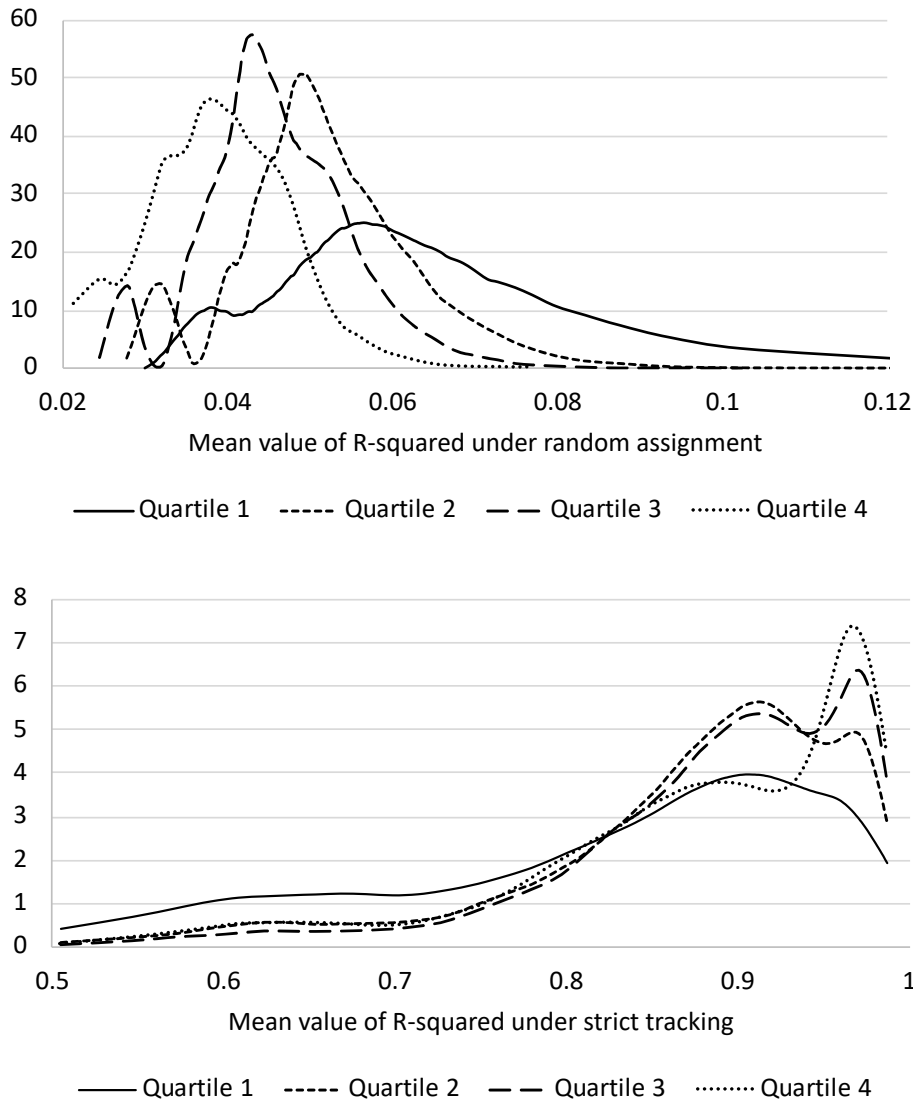 60
50
40
30
20
10
0
0.02 0.04 0.06 0.08 0.1 0.12
Mean value of R-squared under random assignment
Quartile 1 Quartile 2 Quartile 3 Quartile 4
8
7
6
5
4
3
2
1
0
0.5 0.6 0.7 0.8 0.9 1
Mean value of R-squared under strict tracking
Quartile 1 Quartile 2 Quartile 3 Quartile 4